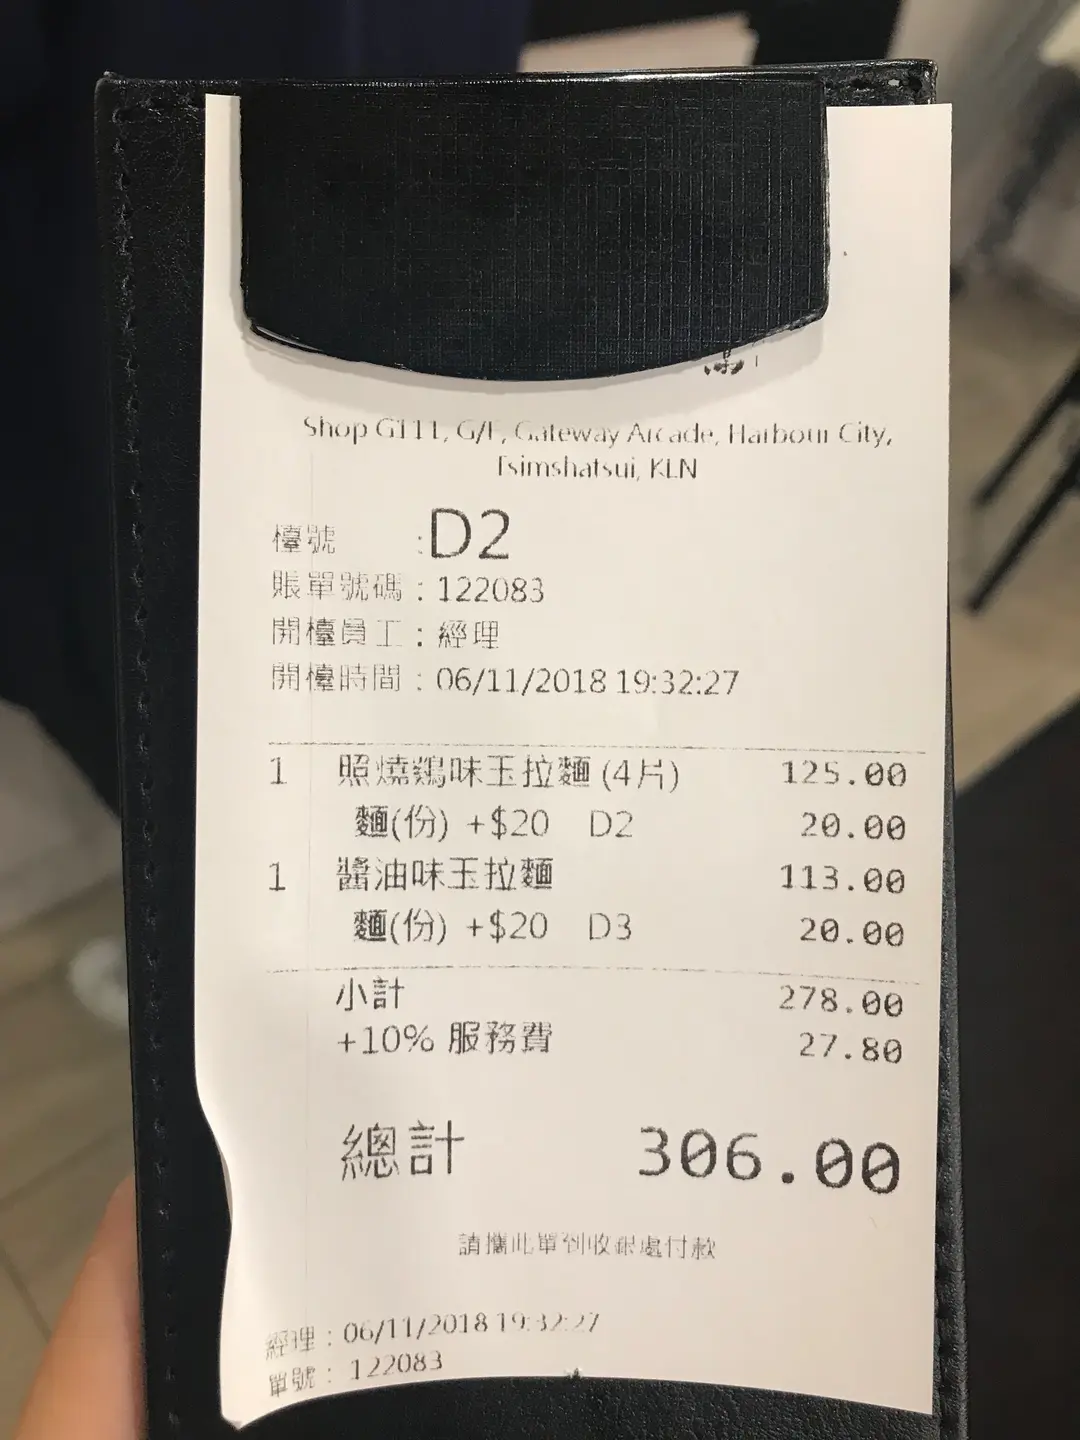 Shop G111, G/F, Gateway Arcade, Harbour City,
Tsimshatsui, KLN
檯號 :D2
賬單號碼 : 122083
開檯員工 : 經理
開檯時間 : 06/11/2018 19:32:27
1 照燒鷄味玉拉麵 (4片) 125.00
麵(份) +$20 D2 20.00
1 醬油味玉拉麵 113.00
麵(份) +$20 D3 20.00
小計 278.00
+10% 服務費 27.80
總計 306.00
請攜此單到收銀處付款
經理 : 06/11/2018 19:32:27
單號 : 122083